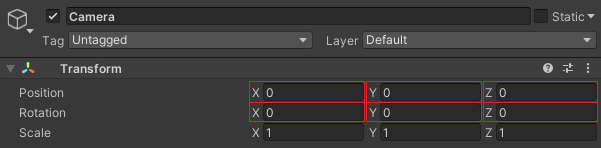 Camera Static
Tag Untagged Layer Default
Transform
Position X 0 Y 0 Z 0
Rotation X 0 Y 0 Z 0
Scale X 1 Y 1 Z 1